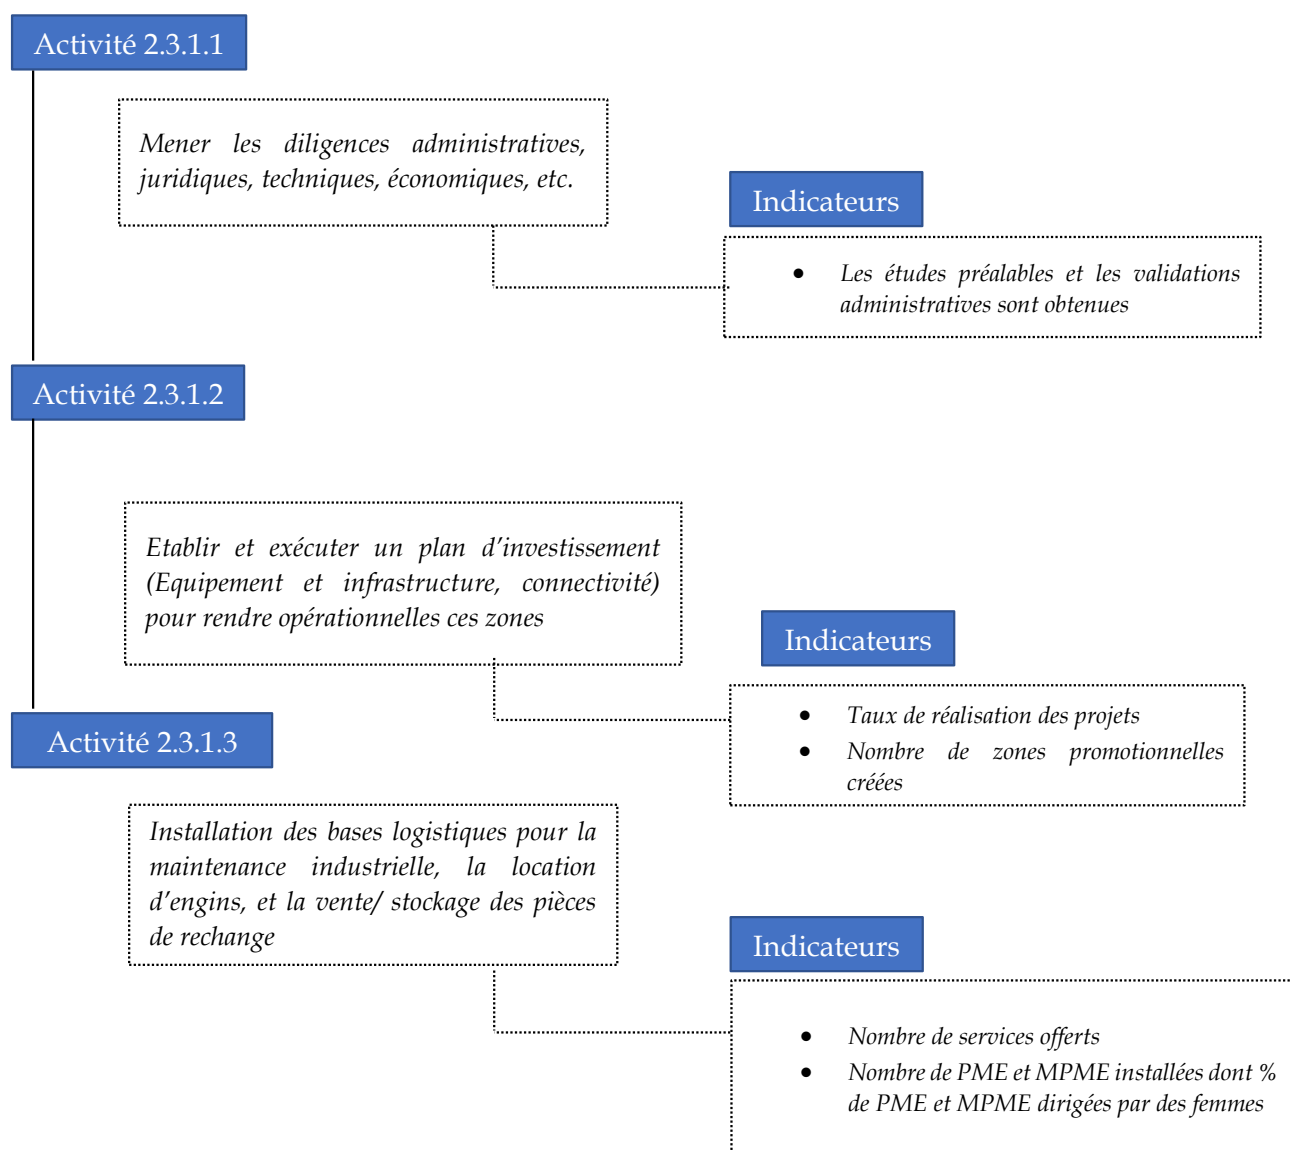 Activité 2.3.1.1
Mener les diligences administratives,
juridiques, techniques, économiques, etc.
Indicateurs
• Les études préalables et les validations
administratives sont obtenues
Activité 2.3.1.2
Etablir et exécuter un plan d’investissement
(Equipement et infrastructure, connectivité)
pour rendre opérationnelles ces zones
Indicateurs
• Taux de réalisation des projets
• Nombre de zones promotionnelles
créées
Activité 2.3.1.3
Installation des bases logistiques pour la
maintenance industrielle, la location
d’engins, et la vente/ stockage des pièces
de rechange
Indicateurs
• Nombre de services offerts
• Nombre de PME et MPME installées dont %
de PME et MPME dirigées par des femmes